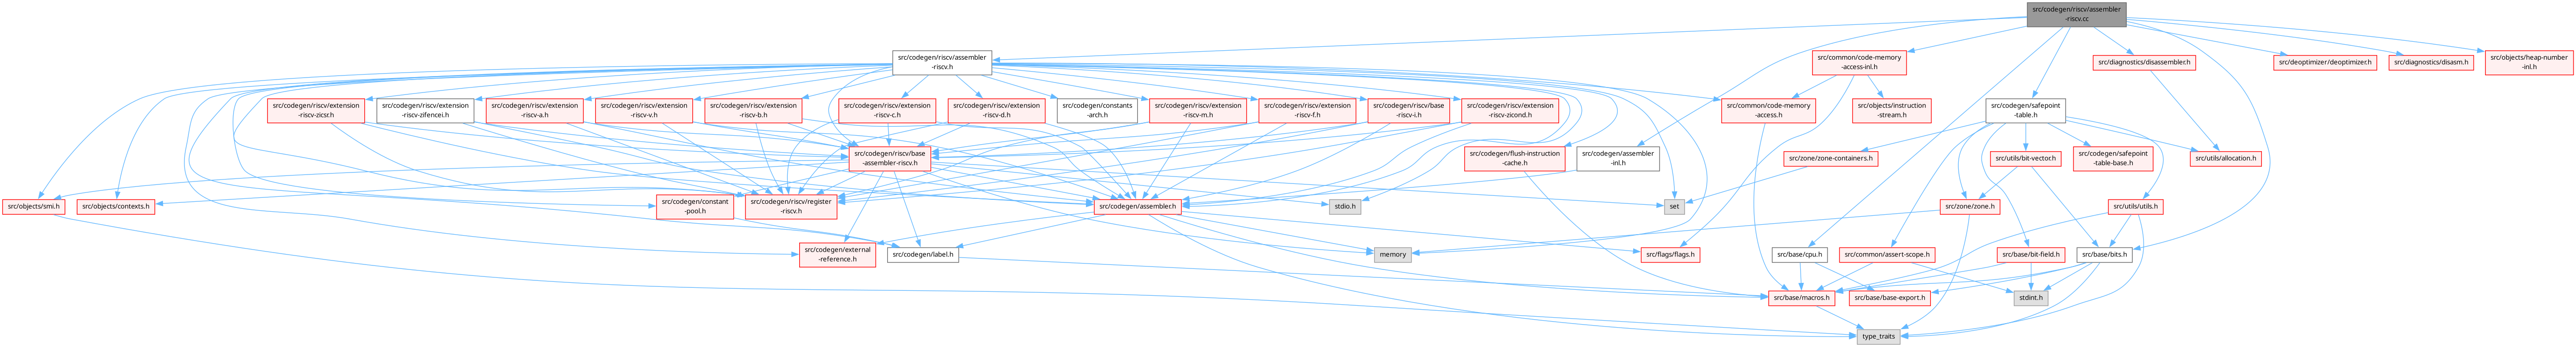 src/codegen/riscv/assembler
-riscv.cc
src/codegen/riscv/assembler
-riscv.h
src/common/code-memory
-access-inl.h
src/diagnostics/disassembler.h
src/deoptimizer/deoptimizer.h
src/diagnostics/disasm.h
src/objects/heap-number
-inl.h
src/codegen/riscv/extension
-riscv-zicsr.h
src/codegen/riscv/extension
-riscv-zifencei.h
src/codegen/riscv/extension
-riscv-a.h
src/codegen/riscv/extension
-riscv-v.h
src/codegen/riscv/extension
-riscv-b.h
src/codegen/riscv/extension
-riscv-c.h
src/codegen/riscv/extension
-riscv-d.h
src/codegen/constants
-arch.h
src/codegen/riscv/extension
-riscv-m.h
src/codegen/riscv/extension
-riscv-f.h
src/codegen/riscv/base
-riscv-i.h
src/codegen/riscv/extension
-riscv-zicond.h
src/common/code-memory
-access.h
src/objects/instruction
-stream.h
src/codegen/safepoint
-table.h
src/codegen/riscv/base
-assembler-riscv.h
src/codegen/flush-instruction
-cache.h
src/codegen/assembler
-inl.h
src/zone/zone-containers.h
src/utils/bit-vector.h
src/codegen/safepoint
-table-base.h
src/utils/allocation.h
src/objects/smi.h
src/objects/contexts.h
src/codegen/constant
-pool.h
src/codegen/riscv/register
-riscv.h
src/codegen/assembler.h
stdio.h
set
src/zone/zone.h
src/utils/utils.h
src/codegen/external
-reference.h
src/codegen/label.h
memory
src/flags/flags.h
src/base/cpu.h
src/common/assert-scope.h
src/base/bit-field.h
src/base/bits.h
src/base/macros.h
src/base/base-export.h
stdint.h
type_traits